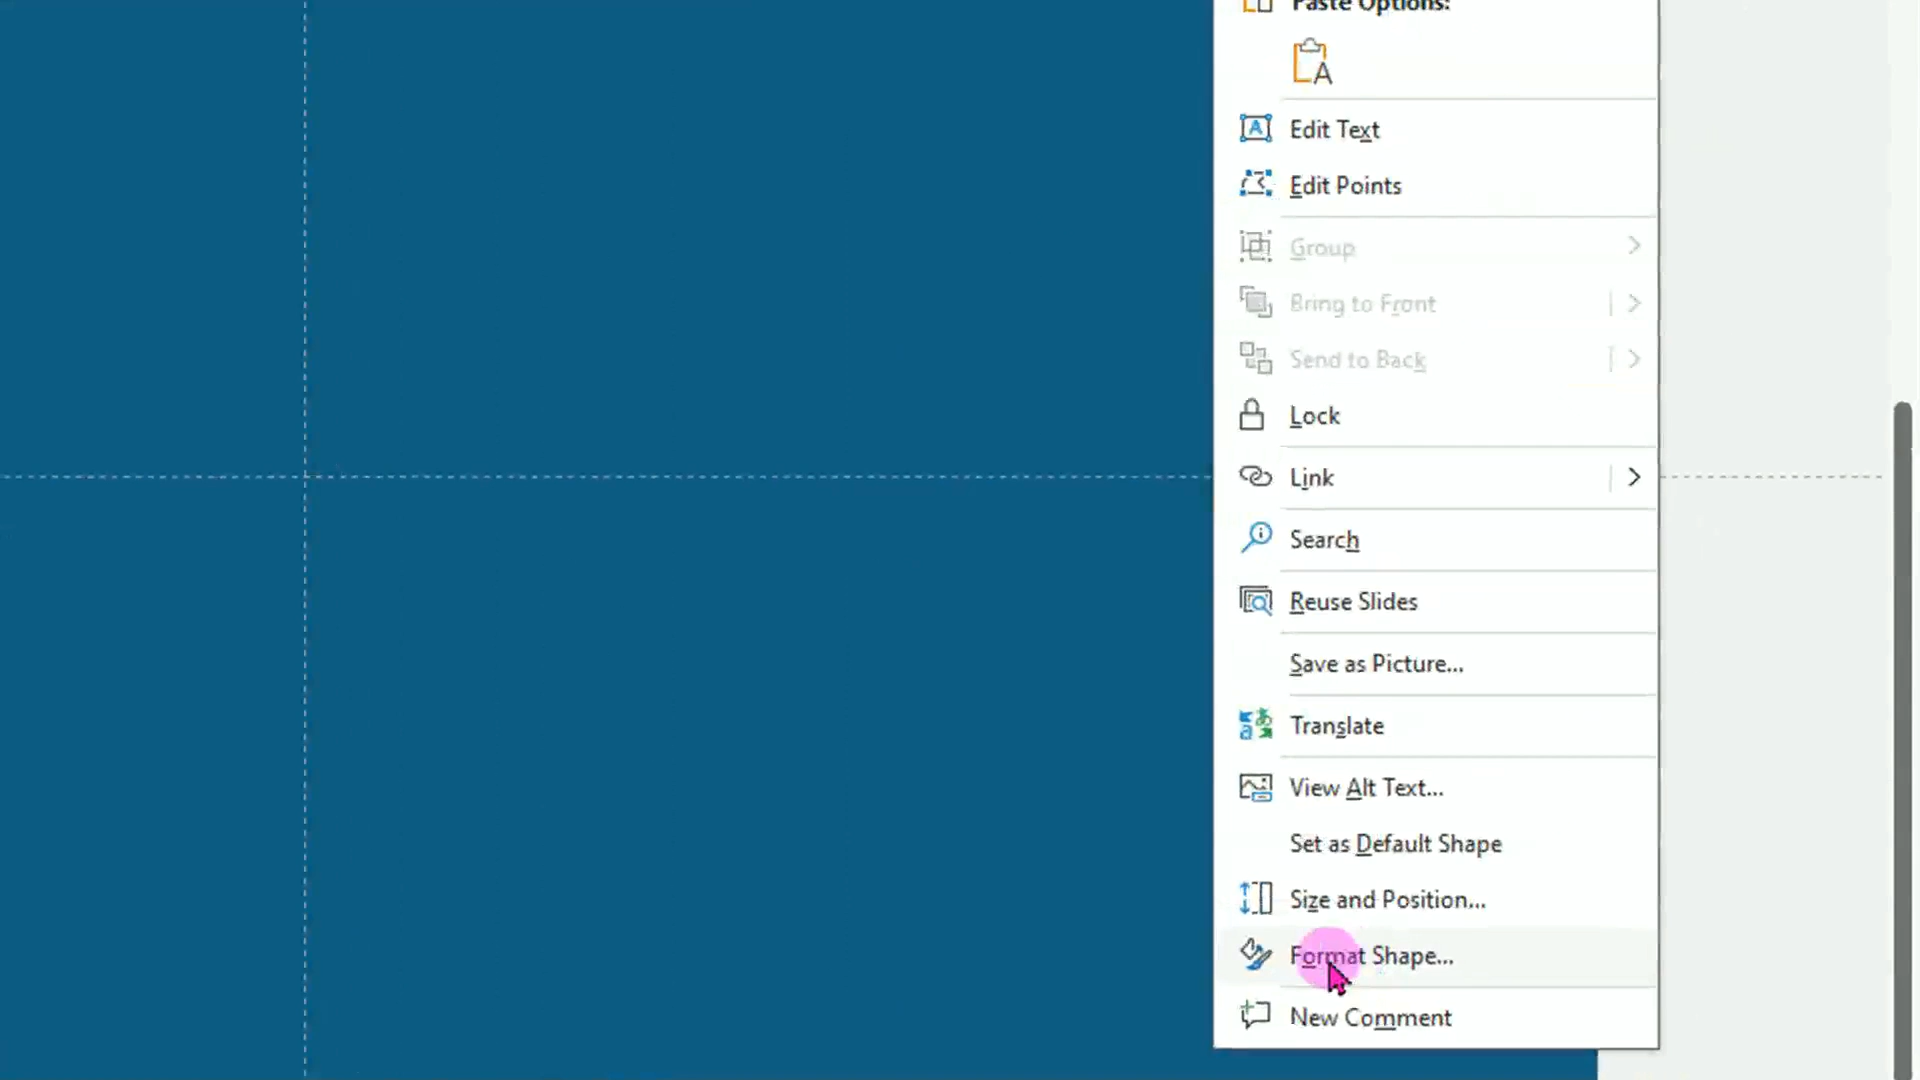 Paste Options:
Edit Text
Edit Points
Group
Bring to Front
Send to Back
Lock
Link
Search
Reuse Slides
Save as Picture...
Translate
View Alt Text...
Set as Default Shape
Size and Position...
Format Shape...
New Comment